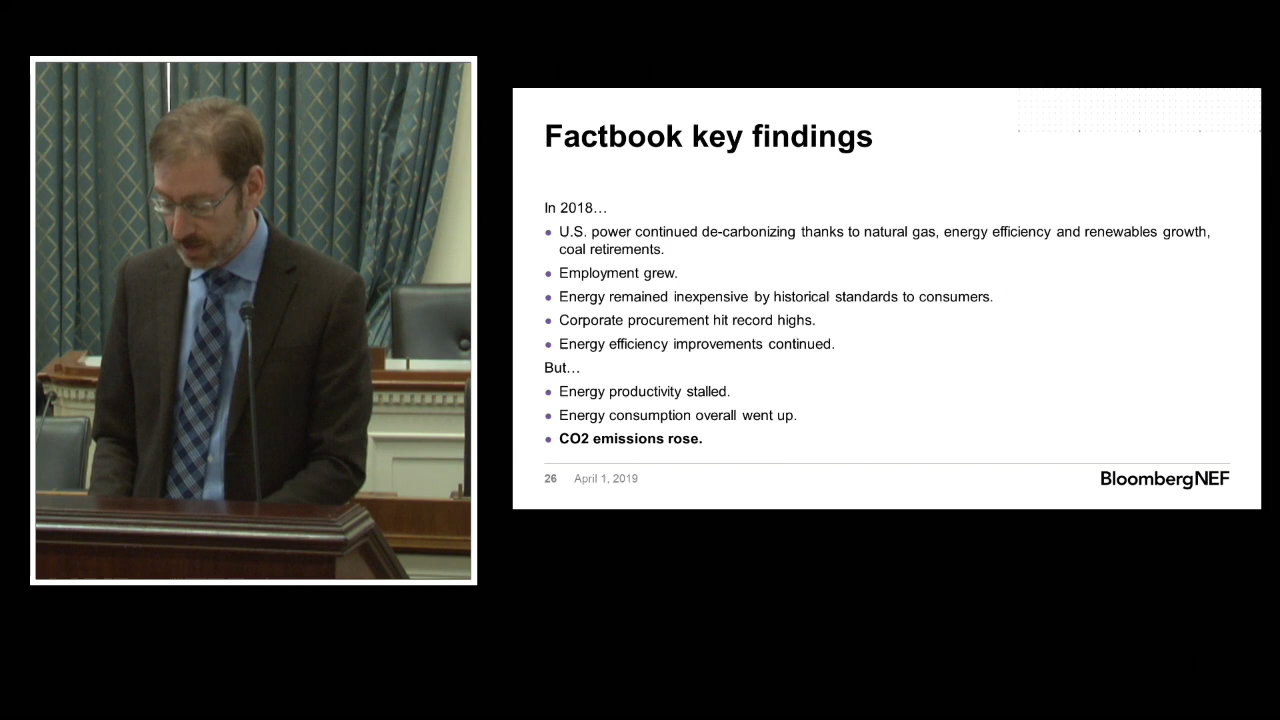 Factbook key findings
In 2018…
● U.S. power continued de-carbonizing thanks to natural gas, energy efficiency and renewables growth,
coal retirements.
● Employment grew.
● Energy remained inexpensive by historical standards to consumers.
● Corporate procurement hit record highs.
● Energy efficiency improvements continued.
But…
● Energy productivity stalled.
● Energy consumption overall went up.
● CO2 emissions rose.
26 April 1, 2019
BloombergNEF